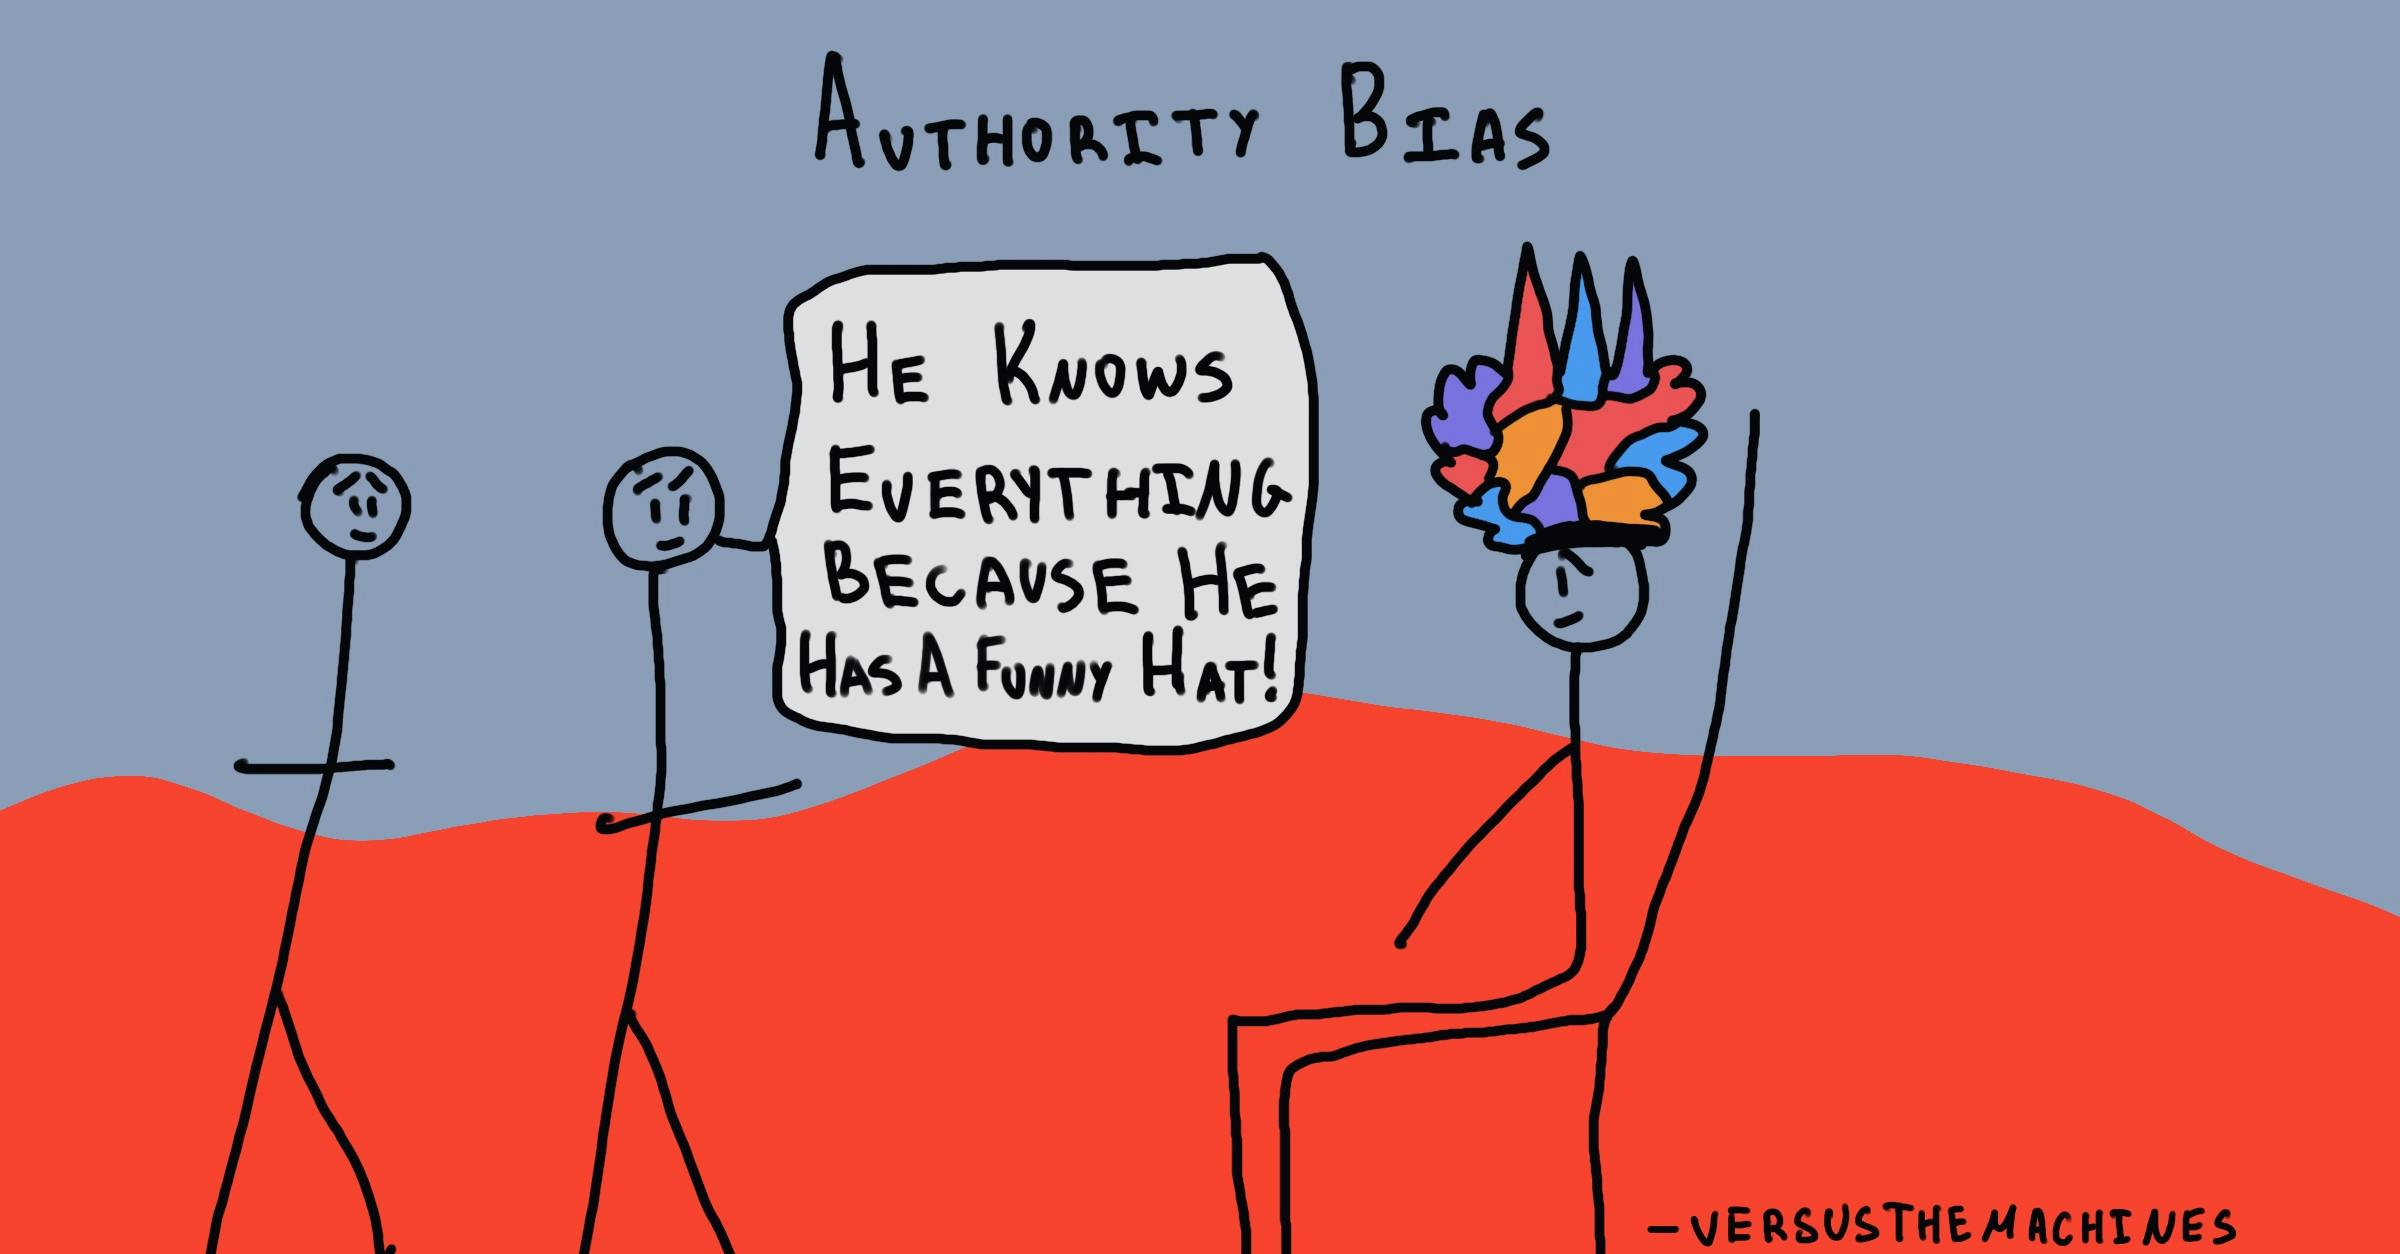 Authority Bias
He Knows
Everything
Because He
Has A Funny Hat!
—VERSUSTHEMACHINES